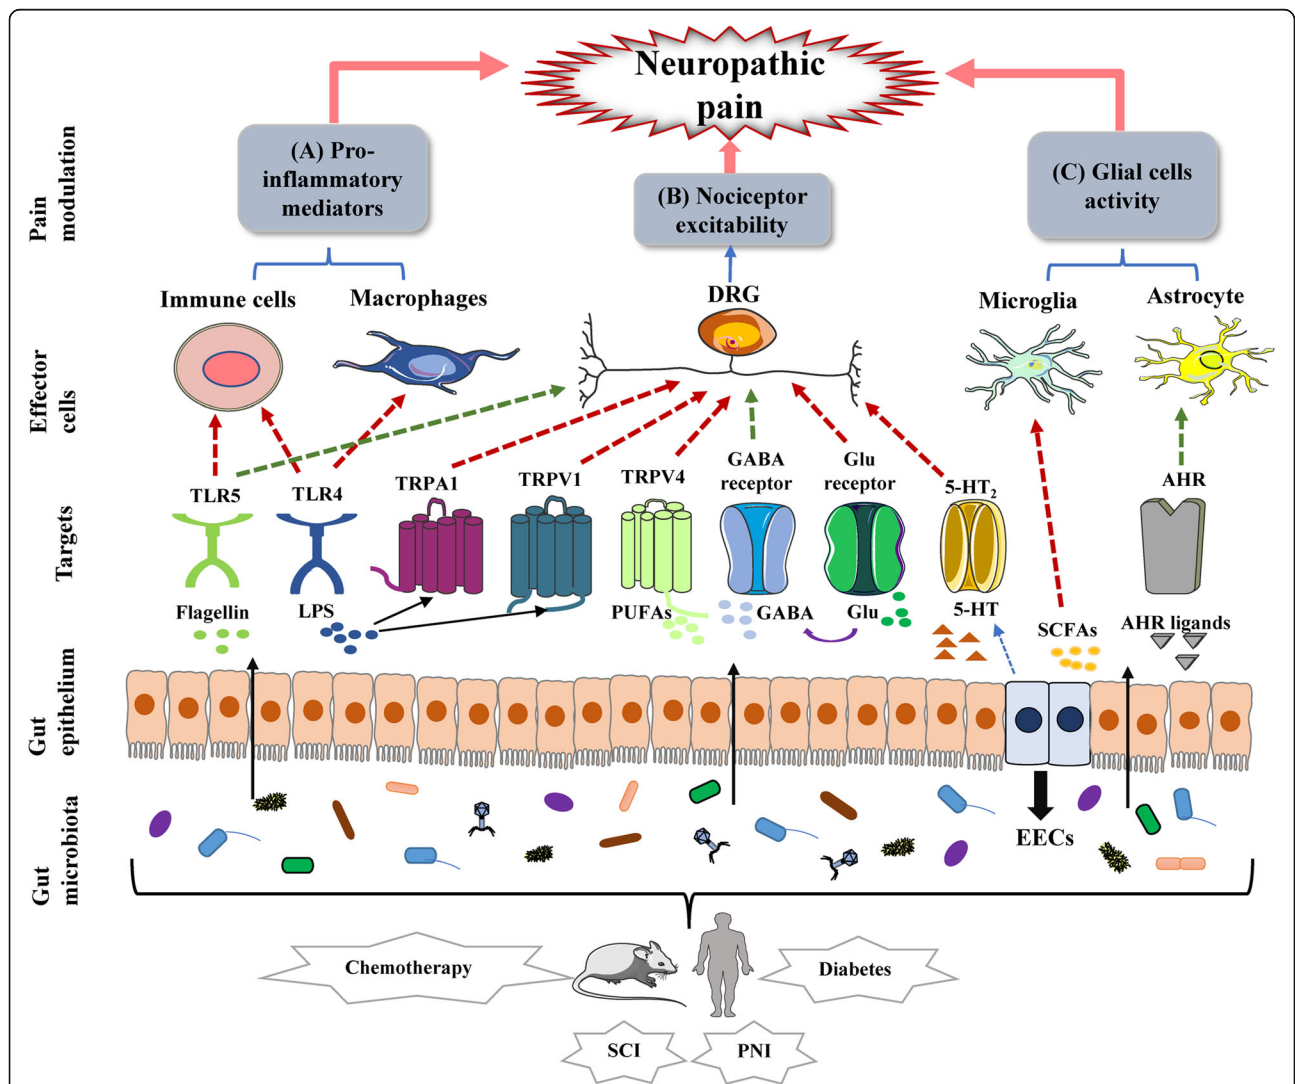 Neuropathic
pain
Pain
modulation
(A) Pro-
inflammatory
mediators
(B) Nociceptor
excitability
(C) Glial cells
activity
Effector
cells
Immune cells
Macrophages
DRG
Microglia
Astrocyte
Targets
TLR5
TLR4
TRPA1
TRPV1
TRPV4
GABA
receptor
Glu
receptor
5-HT2
AHR
Flagellin
LPS
PUFAs
GABA
Glu
5-HT
SCFAs
AHR ligands
Gut
epithelium
Gut
microbiota
EECs
Chemotherapy
Diabetes
SCI
PNI